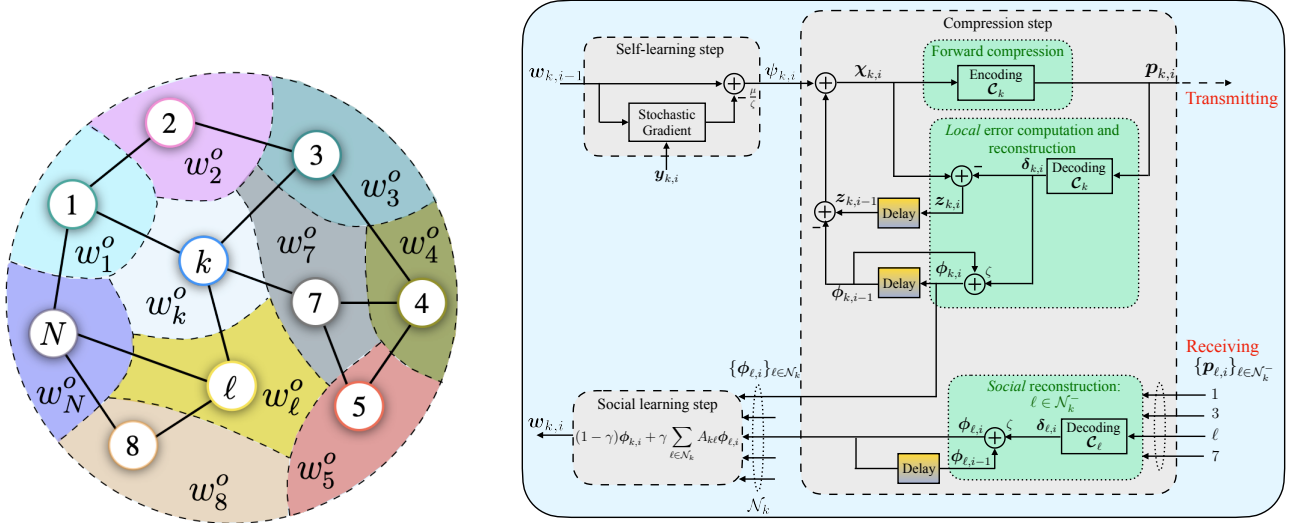 2
3
w_2^o
w_3^o
1
w_1^o
k
w_7^o
w_4^o
w_k^o
7
4
N
w_N^o
ℓ
w_ℓ^o
5
8
w_5^o
w_8^o
Compression step
Self-learning step
Forward compression
w_{k,i−1}
ψ_{k,i}
χ_{k,i}
Encoding
C_k
p_{k,i}
Transmitting
− μ/ζ
Stochastic
Gradient
y_{k,i}
Local error computation and
reconstruction
−
δ_{k,i}
Decoding
C_k
z_{k,i−1}
Delay
z_{k,i}
−
φ_{k,i−1}
Delay
φ_{k,i}
ζ
Receiving
{p_{ℓ,i}}_{ℓ∈N_k^−}
{φ_{ℓ,i}}_{ℓ∈N_k}
Social learning step
w_{k,i}
(1 − γ)φ_{k,i} + γ ∑_{ℓ∈N_k} A_{kℓ}φ_{ℓ,i}
N_k
Social reconstruction:
ℓ ∈ N_k^−
φ_{ℓ,i}
ζ
δ_{ℓ,i}
Decoding
C_ℓ
Delay
φ_{ℓ,i−1}
1
3
ℓ
7